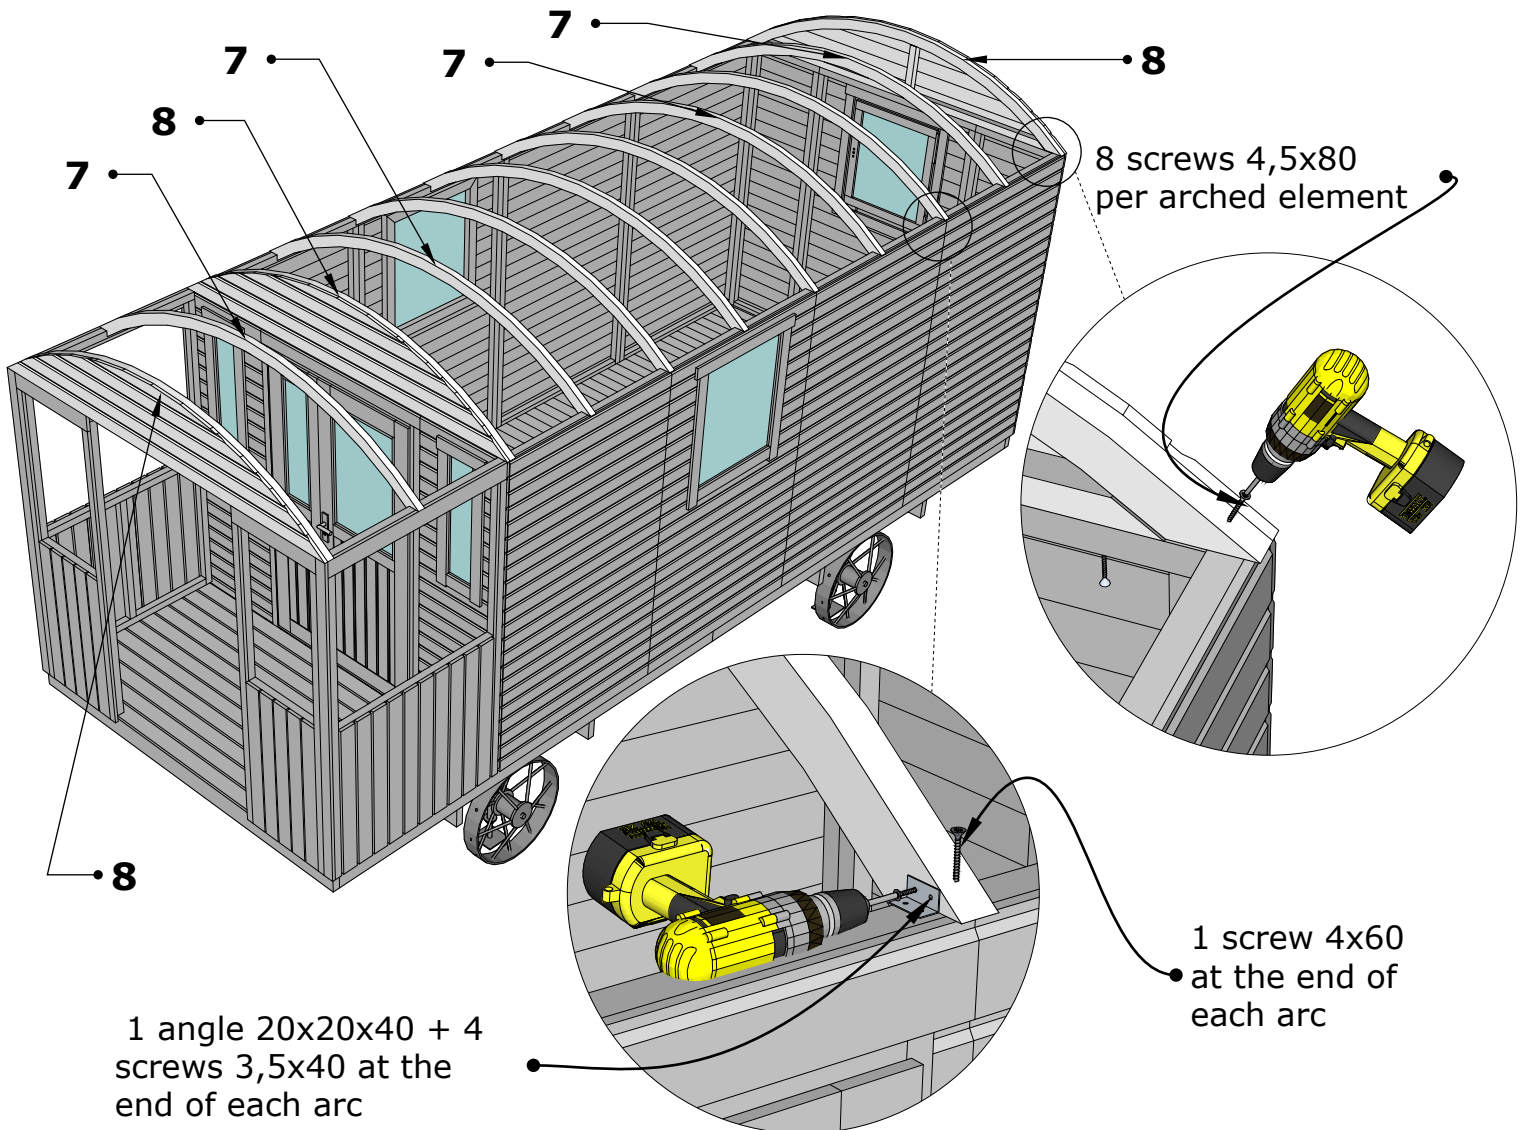 7
7
7
8
8
7
8 screws 4,5x80
per arched element
8
1 screw 4x60
at the end of
each arc
1 angle 20x20x40 + 4
screws 3,5x40 at the
end of each arc